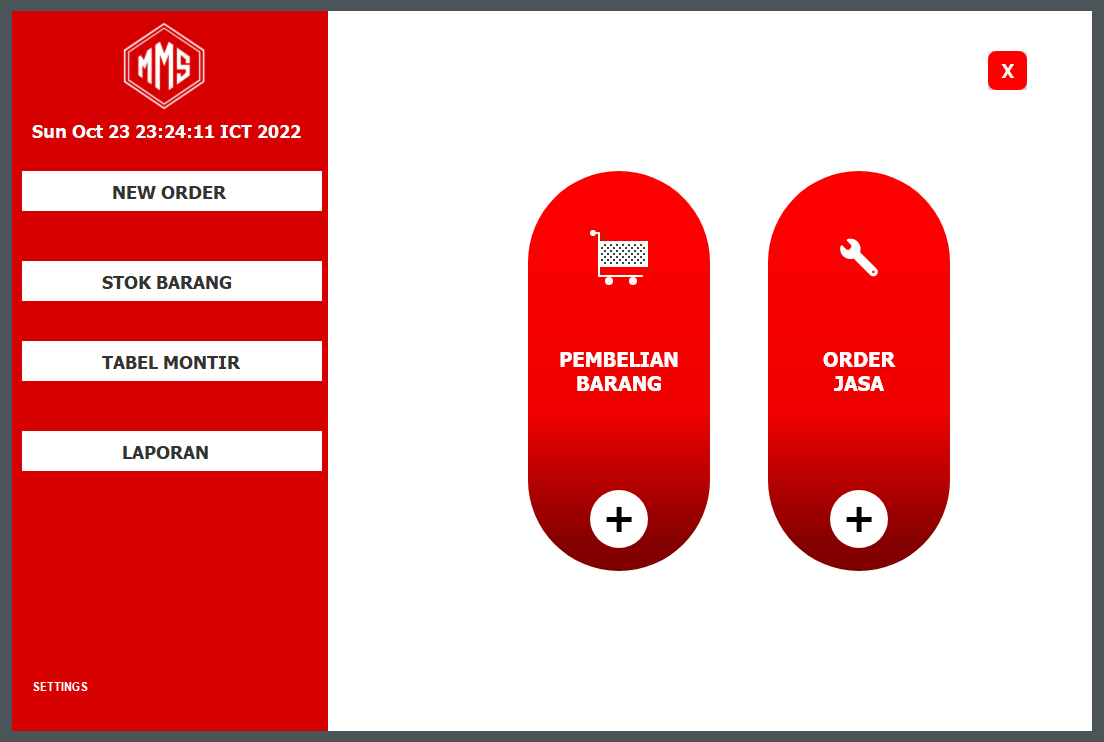 MMS
Sun Oct 23 23:24:11 ICT 2022
NEW ORDER
STOK BARANG
TABEL MONTIR
LAPORAN
SETTINGS
X
PEMBELIAN
BARANG
+
ORDER
JASA
+